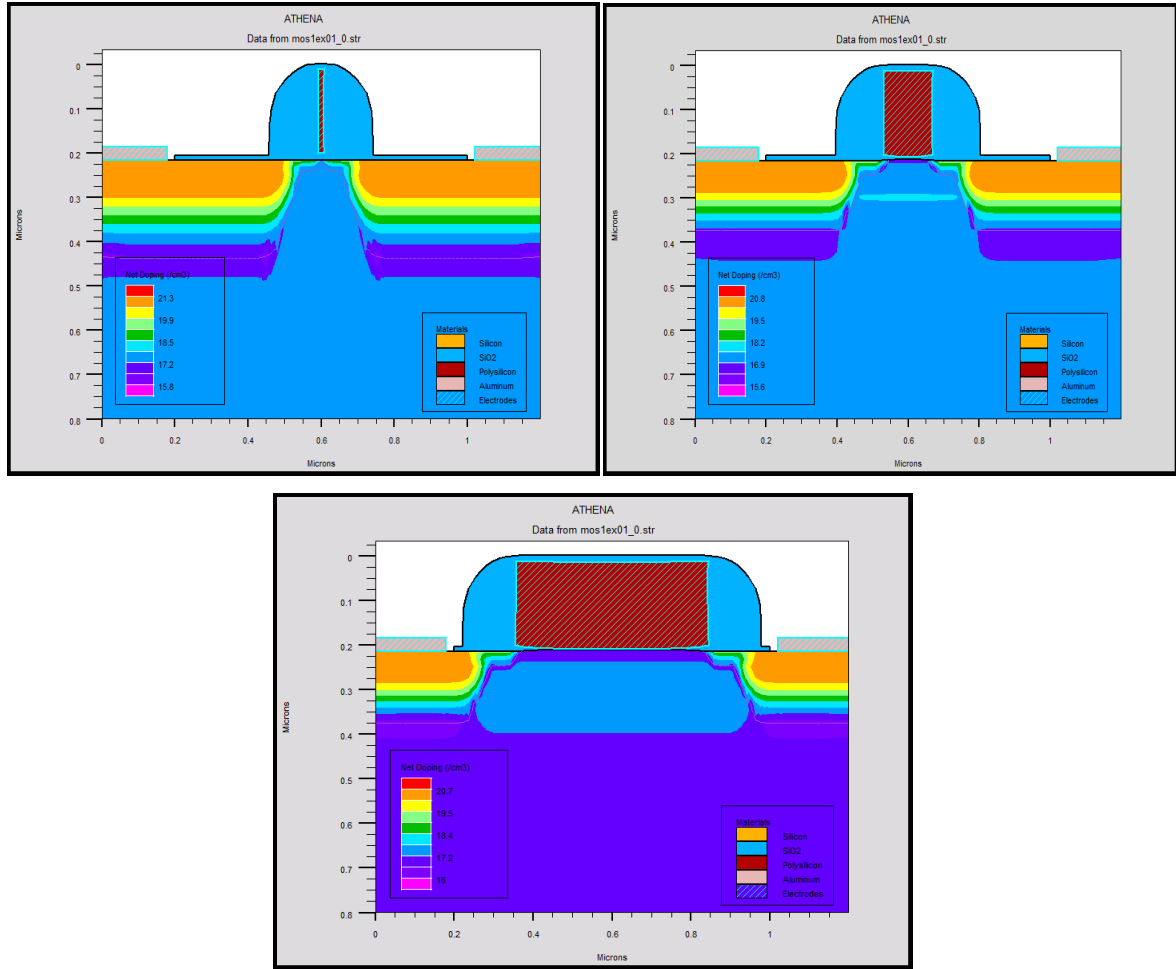 ATHENA
Data from mos1ex01_0.str
Microns
0
0.1
0.2
0.3
0.4
0.5
0.6
0.7
0.8
Net Doping (/cm3)
21.3
19.9
18.5
17.2
15.8
Materials
Silicon
SiO2
Polysilicon
Aluminum
Electrodes
0 0.2 0.4 0.6 0.8 1
Microns
ATHENA
Data from mos1ex01_0.str
Microns
0
0.1
0.2
0.3
0.4
0.5
0.6
0.7
0.8
Net Doping (/cm3)
20.8
19.5
18.2
16.9
15.6
Materials
Silicon
SiO2
Polysilicon
Aluminum
Electrodes
0 0.2 0.4 0.6 0.8 1
Microns
ATHENA
Data from mos1ex01_0.str
Microns
0
0.1
0.2
0.3
0.4
0.5
0.6
0.7
0.8
Net Doping (/cm3)
20.7
19.5
18.4
17.2
16
Materials
Silicon
SiO2
Polysilicon
Aluminum
Electrodes
0 0.2 0.4 0.6 0.8 1
Microns